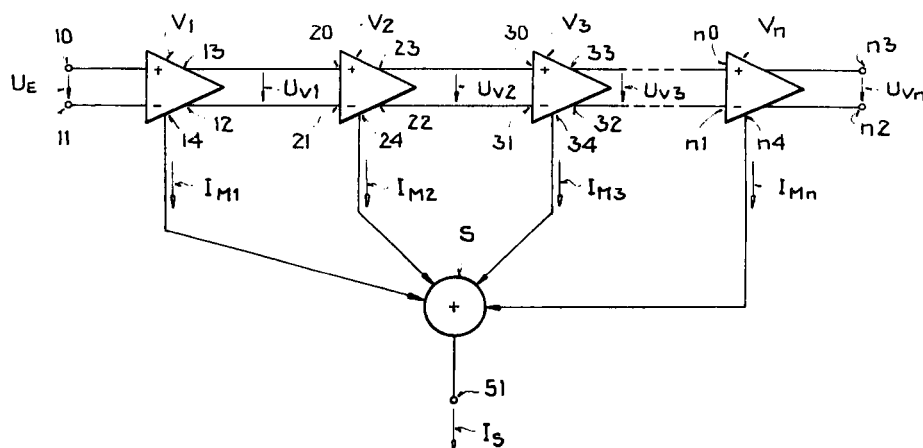 V1 V2 V3 Vn
10 13 20 23 30 33 n0 n3
+ + + +
UE Uv1 Uv2 Uv3 Uvn
− − − −
11 12 21 22 31 32 n1 n2
14 24 34 n4
IM1 IM2 IM3 IMn
S
+
51
IS